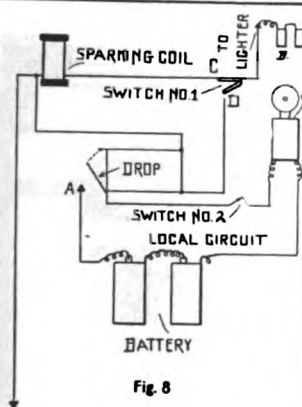 TO
LIGHTER
SPARKING COIL
C
B.
SWITCH NO.1
D
DROP
A
SWITCH NO.2
LOCAL CIRCUIT
BATTERY
Fig. 8